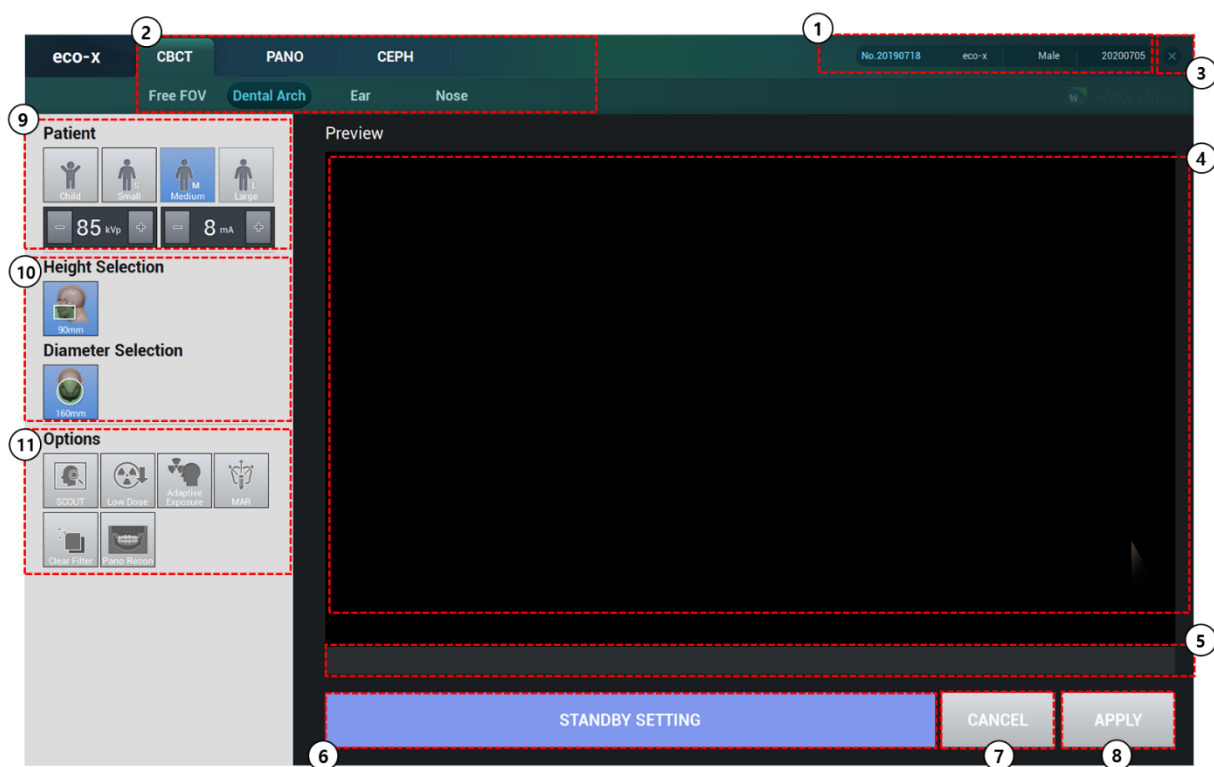 1
2
eco-x CBCT PANO CEPH No.20190718 eco-x Male 20200705
3
Free FOV Dental Arch Ear Nose
9
Patient
Preview
4
S M L
Child Small Medium Large
85 kVp 8 mA
10
Height Selection
90mm
Diameter Selection
160mm
11
Options
SCOUT Low Dose Adaptive Exposure MAR
Clear Filter Pano Recon
5
STANDBY SETTING CANCEL APPLY
6
7
8